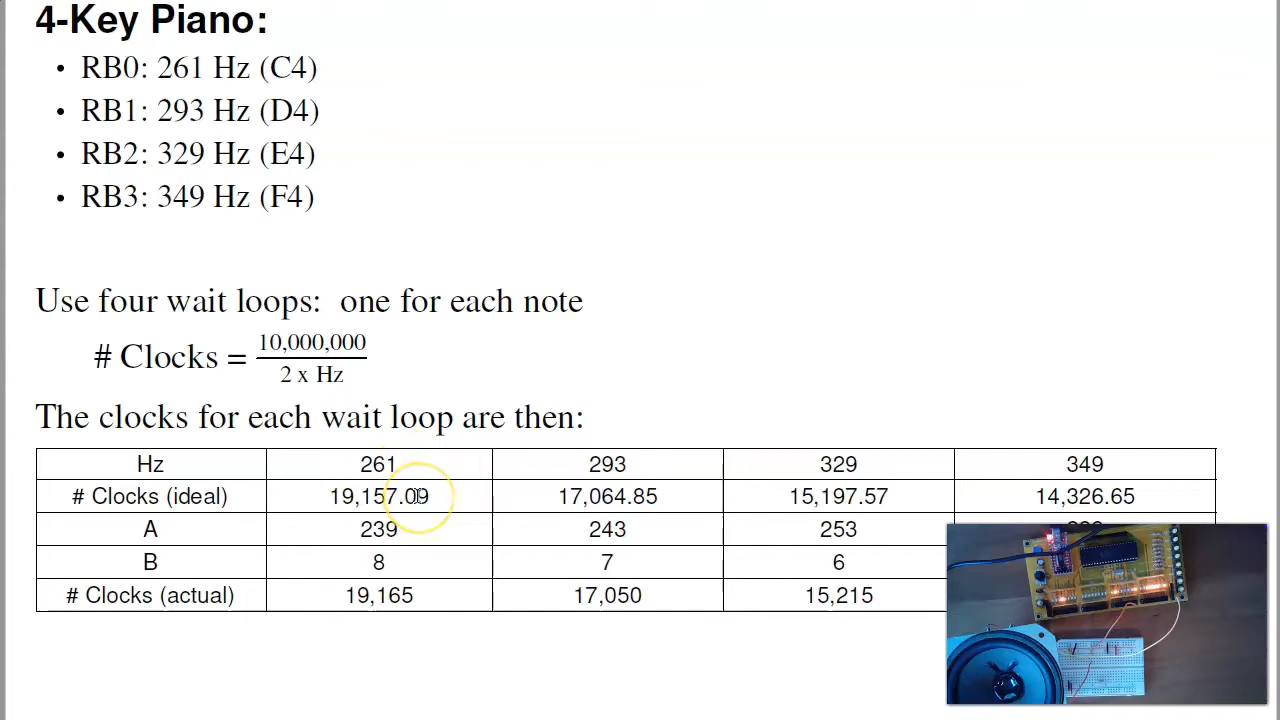 4-Key Piano:
• RB0: 261 Hz (C4)
• RB1: 293 Hz (D4)
• RB2: 329 Hz (E4)
• RB3: 349 Hz (F4)
Use four wait loops: one for each note
# Clocks = 10,000,000
2 x Hz
The clocks for each wait loop are then:
Hz 261 293 329 349
# Clocks (ideal) 19,157.09 17,064.85 15,197.57 14,326.65
A 239 243 253
B 8 7 6
# Clocks (actual) 19,165 17,050 15,215